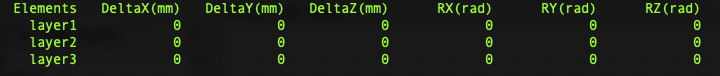 Elements DeltaX(mm) DeltaY(mm) DeltaZ(mm) RX(rad) RY(rad) RZ(rad)
layer1 0 0 0 0 0 0
layer2 0 0 0 0 0 0
layer3 0 0 0 0 0 0